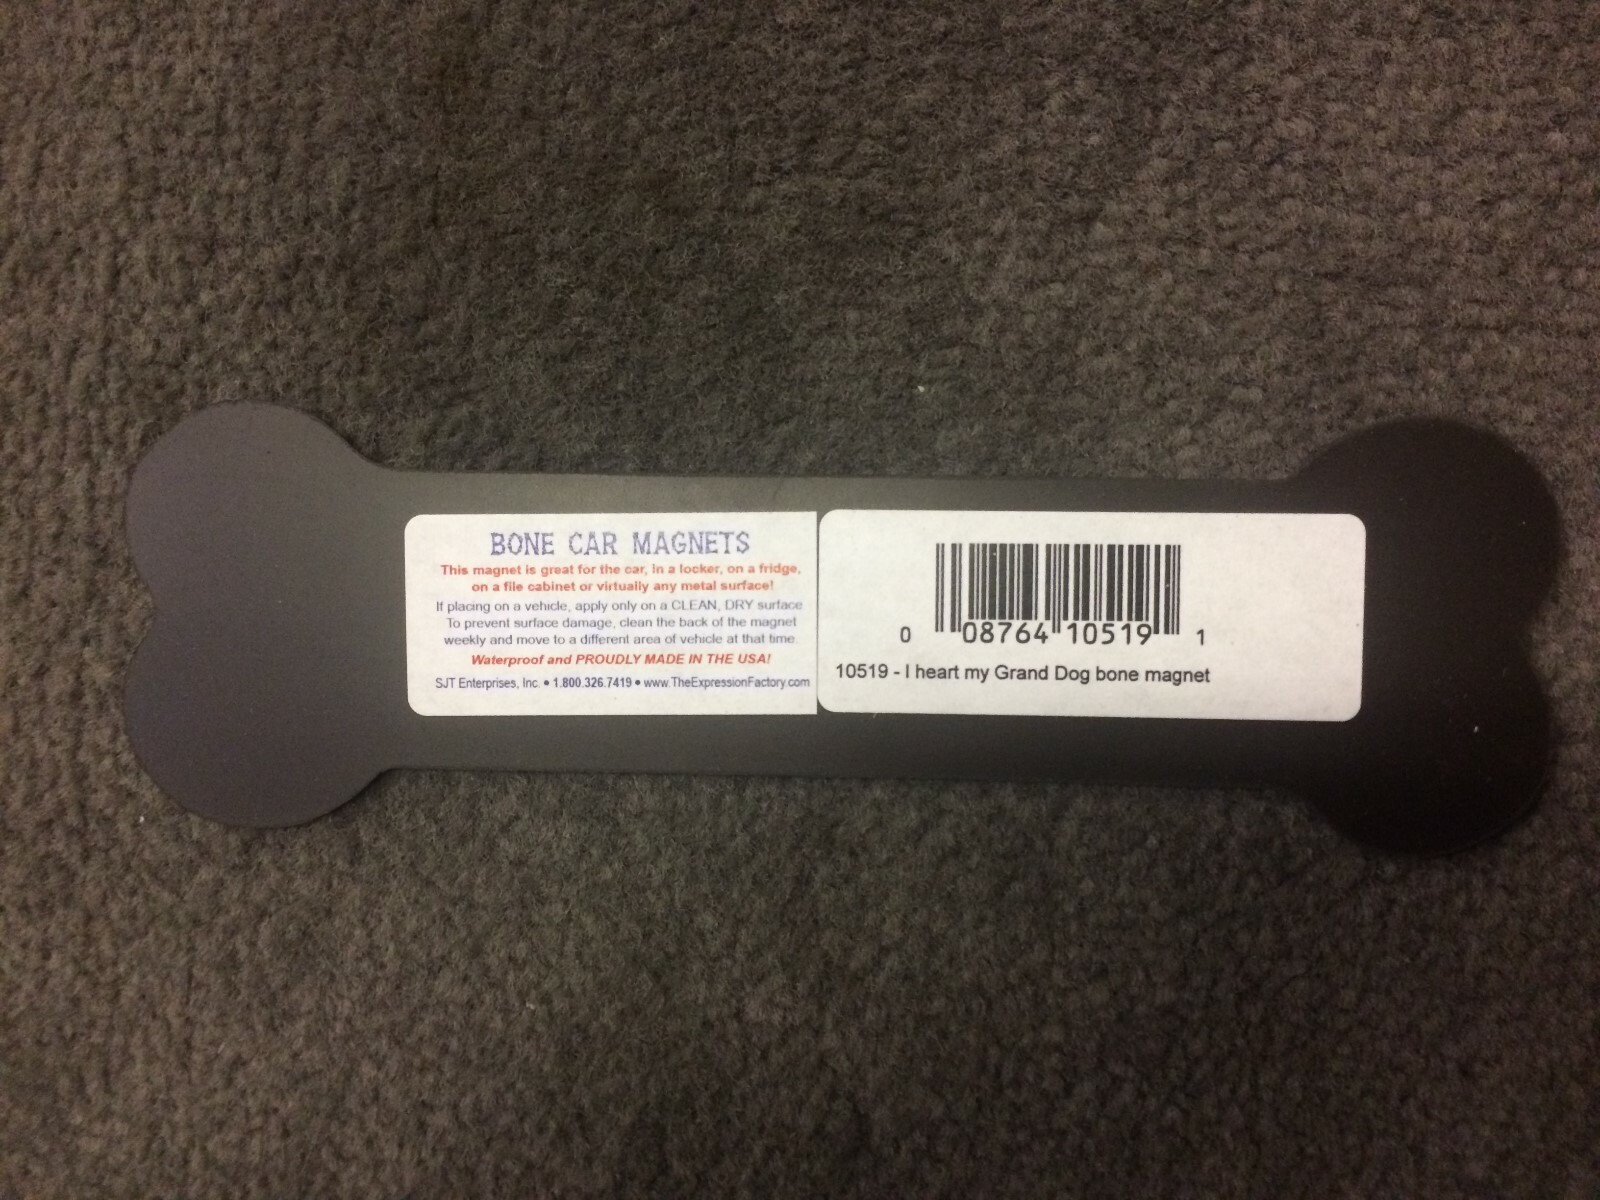 BONE CAR MAGNETS
This magnet is great for the car, in a locker, on a fridge,
on a file cabinet or virtually any metal surface!
If placing on a vehicle, apply only on a CLEAN, DRY surface
To prevent surface damage, clean the back of the magnet
weekly and move to a different area of vehicle at that time.
Waterproof and PROUDLY MADE IN THE USA!
SJT Enterprises, Inc. • 1.800.326.7419 • www.TheExpressionFactory.com
0 08764 10519 1
10519 - I heart my Grand Dog bone magnet